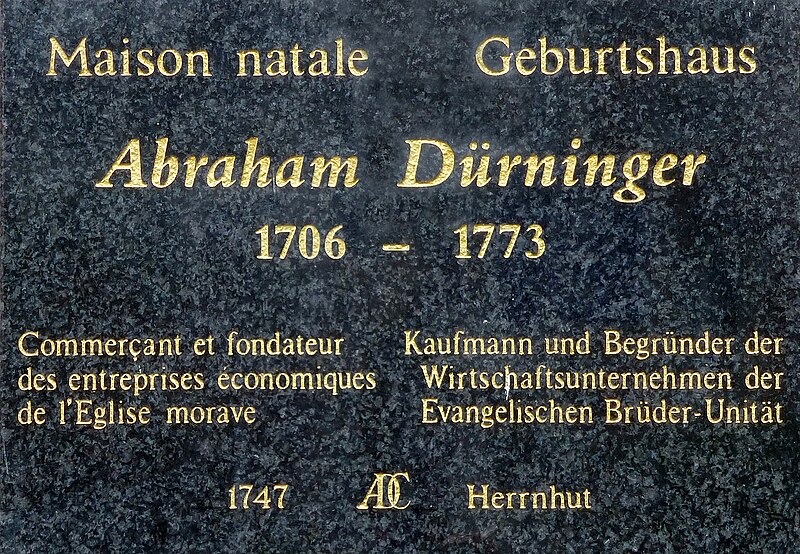 Maison natale Geburtshaus
Abraham Dürninger
1706 – 1773
Commerçant et fondateur
des entreprises économiques
de l'Eglise morave
Kaufmann und Begründer der
Wirtschaftsunternehmen der
Evangelischen Brüder-Unität
1747 ADC Herrnhut